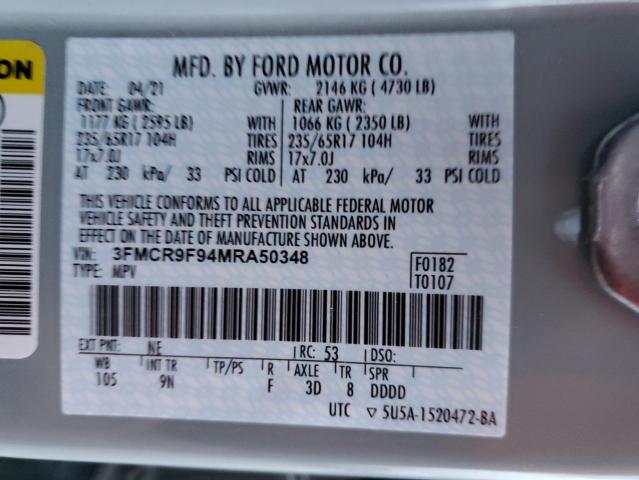 ON
MFD. BY FORD MOTOR CO.
DATE: 04/21 GVWR: 2146 KG ( 4730 LB)
FRONT GAWR: REAR GAWR:
1177 KG ( 2595 LB) WITH 1066 KG ( 2350 LB) WITH
235/65R17 104H TIRES 235/65R17 104H TIRES
17x7.0J RIMS 17x7.0J RIMS
AT 230 kPa/ 33 PSI COLD AT 230 kPa/ 33 PSI COLD
THIS VEHICLE CONFORMS TO ALL APPLICABLE FEDERAL MOTOR
VEHICLE SAFETY AND THEFT PREVENTION STANDARDS IN
EFFECT ON THE DATE OF MANUFACTURE SHOWN ABOVE.
VIN: 3FMCR9F94MRA50348 F0182
TYPE: MPV T0107
EXT PNT: NE RC: 53 DSO:
WB INT TR TP/PS R AXLE TR SPR
105 9N F 3D 8 DDDD
UTC ▽ 5U5A-1520472-BA